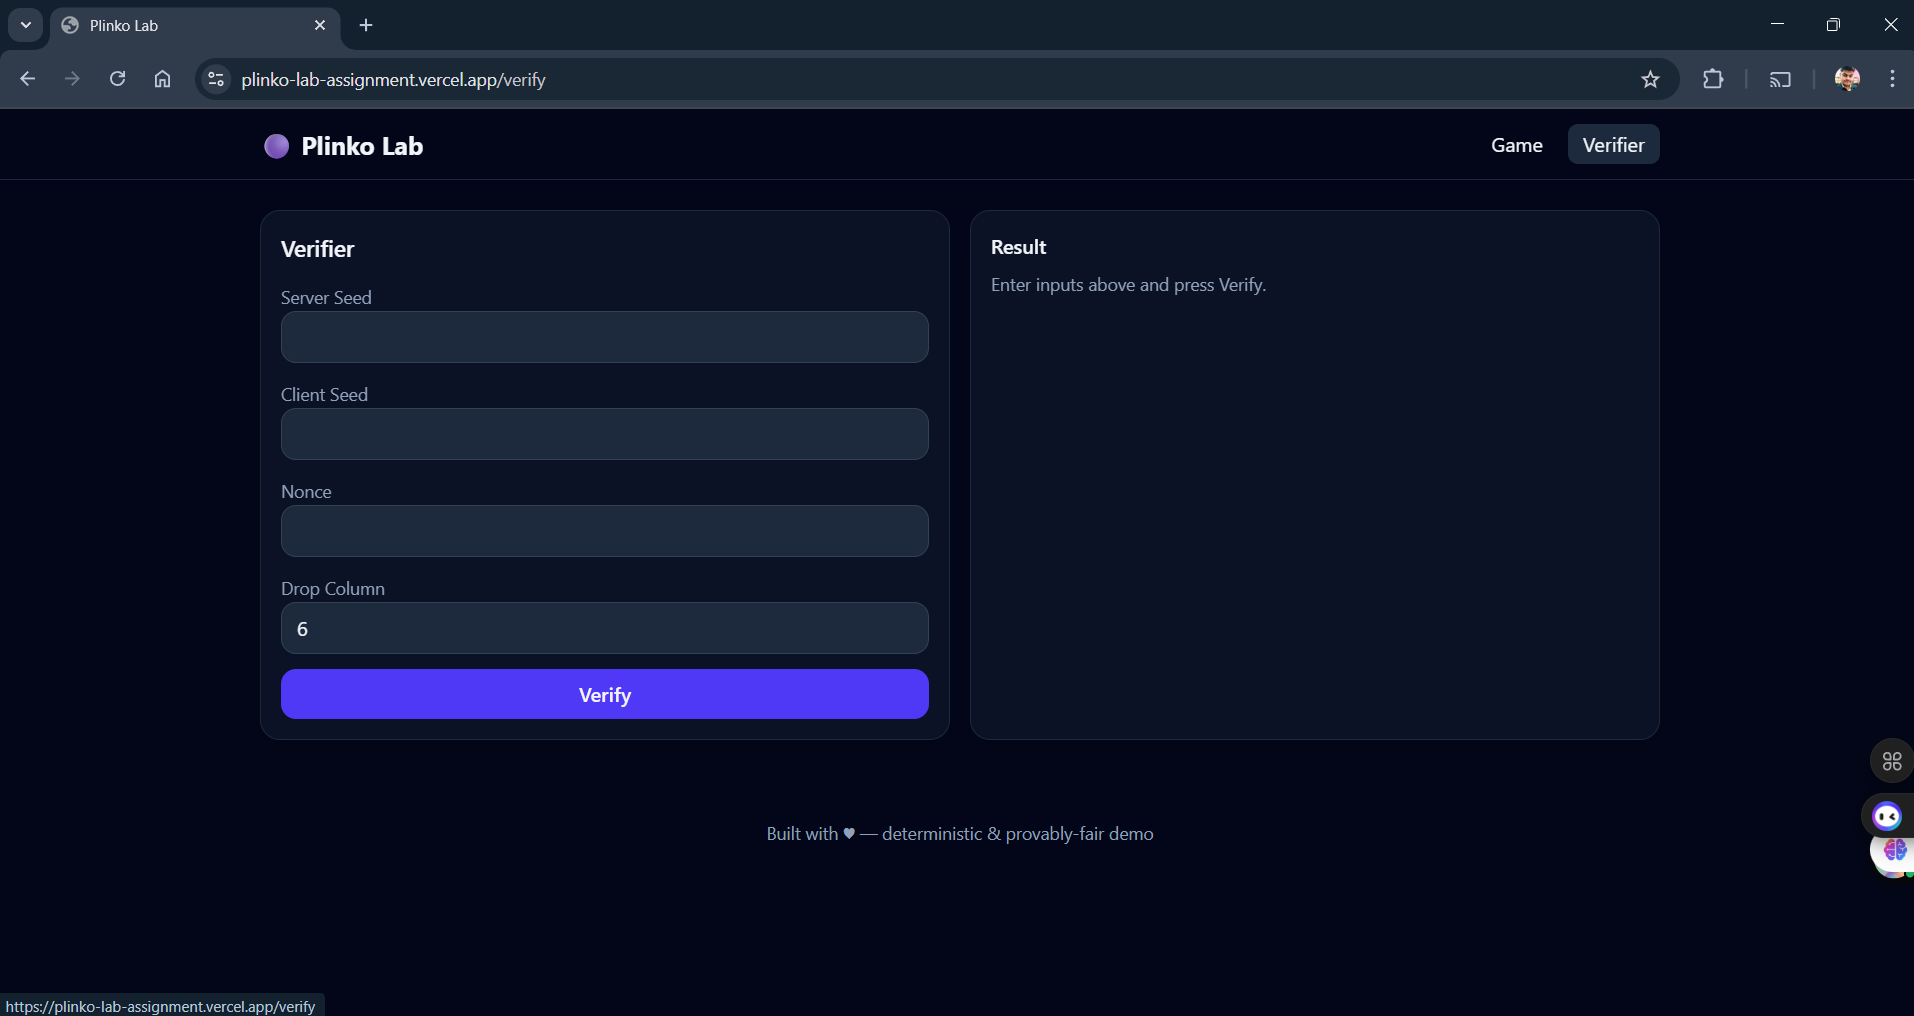 Plinko Lab
plinko-lab-assignment.vercel.app/verify
Plinko Lab
Game
Verifier
Verifier
Server Seed
Client Seed
Nonce
Drop Column
6
Verify
Result
Enter inputs above and press Verify.
Built with ♥ — deterministic & provably-fair demo
https://plinko-lab-assignment.vercel.app/verify